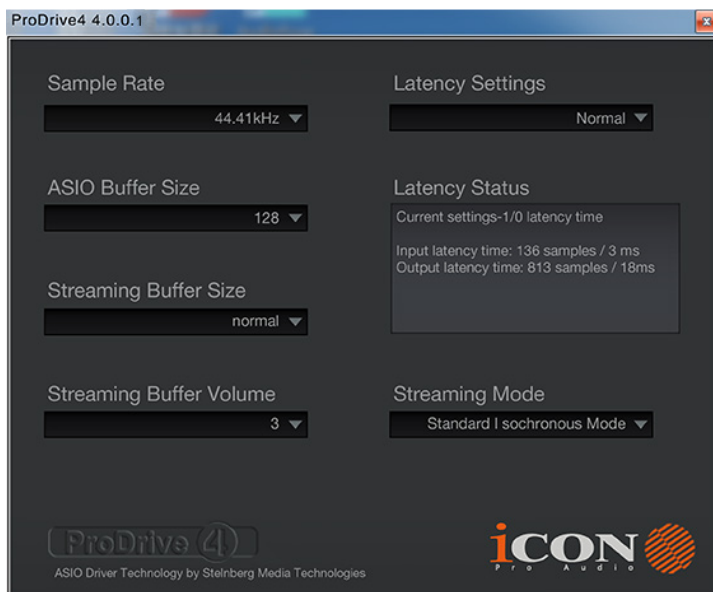 ProDrive4 4.0.0.1
Sample Rate
44.41kHz
Latency Settings
Normal
ASIO Buffer Size
128
Latency Status
Current settings-1/0 latency time
Input latency time: 136 samples / 3 ms
Output latency time: 813 samples / 18ms
Streaming Buffer Size
normal
Streaming Buffer Volume
3
Streaming Mode
Standard I sochronous Mode
ProDrive 4
ASIO Driver Technology by Stelnberg Media Technologies
iCON
Pro Audio